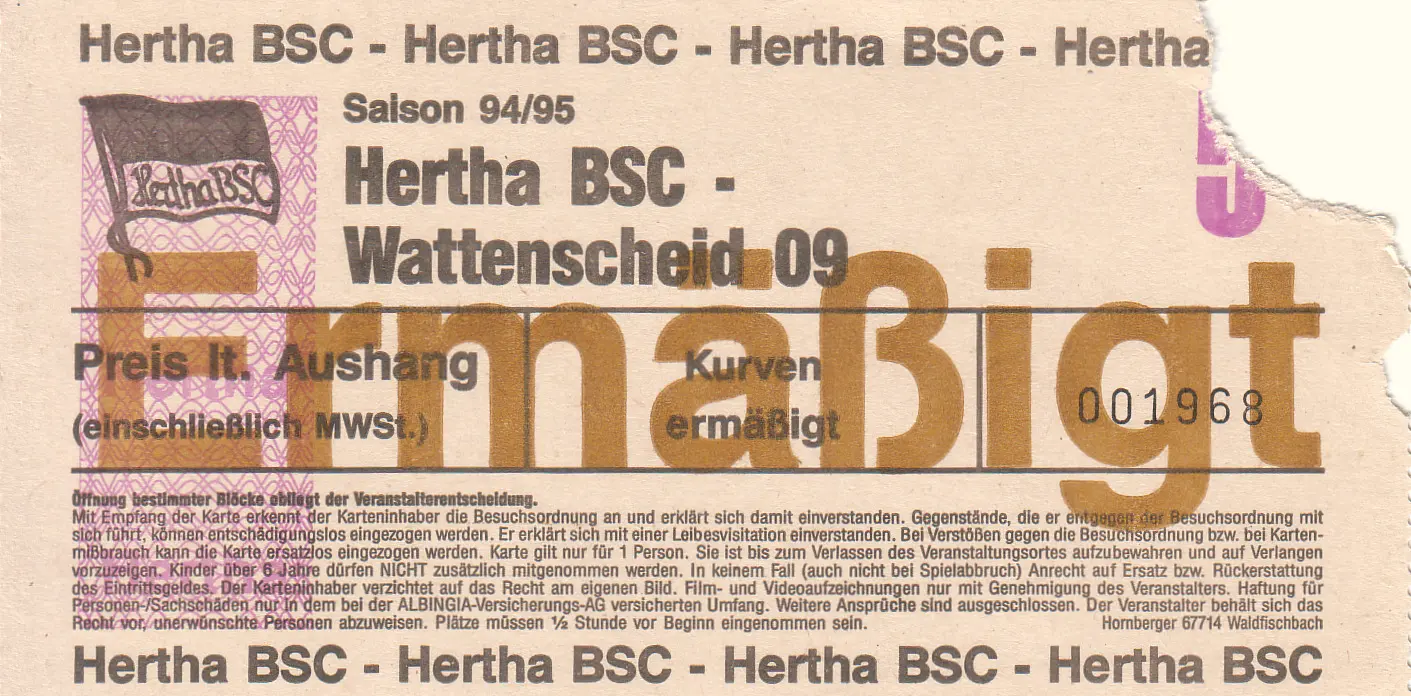 Hertha BSC - Hertha BSC - Hertha BSC - Hertha
Hertha BSC
Saison 94/95
Hertha BSC -
Wattenscheid 09
Ermäßigt
Preis lt. Aushang
(einschließlich MWSt.)
Kurven
ermäßigt
001968
Öffnung bestimmter Blöcke obliegt der Veranstalterentscheidung.
Mit Empfang der Karte erkennt der Karteninhaber die Besuchsordnung an und erklärt sich damit einverstanden. Gegenstände, die er entgegen der Besuchsordnung mit
sich führt, können entschädigungslos eingezogen werden. Er erklärt sich mit einer Leibesvisitation einverstanden. Bei Verstößen gegen die Besuchsordnung bzw. bei Karten-
mißbrauch kann die Karte ersatzlos eingezogen werden. Karte gilt nur für 1 Person. Sie ist bis zum Verlassen des Veranstaltungsortes aufzubewahren und auf Verlangen
vorzuzeigen. Kinder über 6 Jahre dürfen NICHT zusätzlich mitgenommen werden. In keinem Fall (auch nicht bei Spielabbruch) Anrecht auf Ersatz bzw. Rückerstattung
des Eintrittsgeldes. Der Karteninhaber verzichtet auf das Recht am eigenen Bild. Film- und Videoaufzeichnungen nur mit Genehmigung des Veranstalters. Haftung für
Personen-/Sachschäden nur in dem bei der ALBINGIA-Versicherungs-AG versicherten Umfang. Weitere Ansprüche sind ausgeschlossen. Der Veranstalter behält sich das
Recht vor, unerwünschte Personen abzuweisen. Plätze müssen ½ Stunde vor Beginn eingenommen sein.
Hornberger 67714 Waldfischbach
Hertha BSC - Hertha BSC - Hertha BSC - Hertha BSC